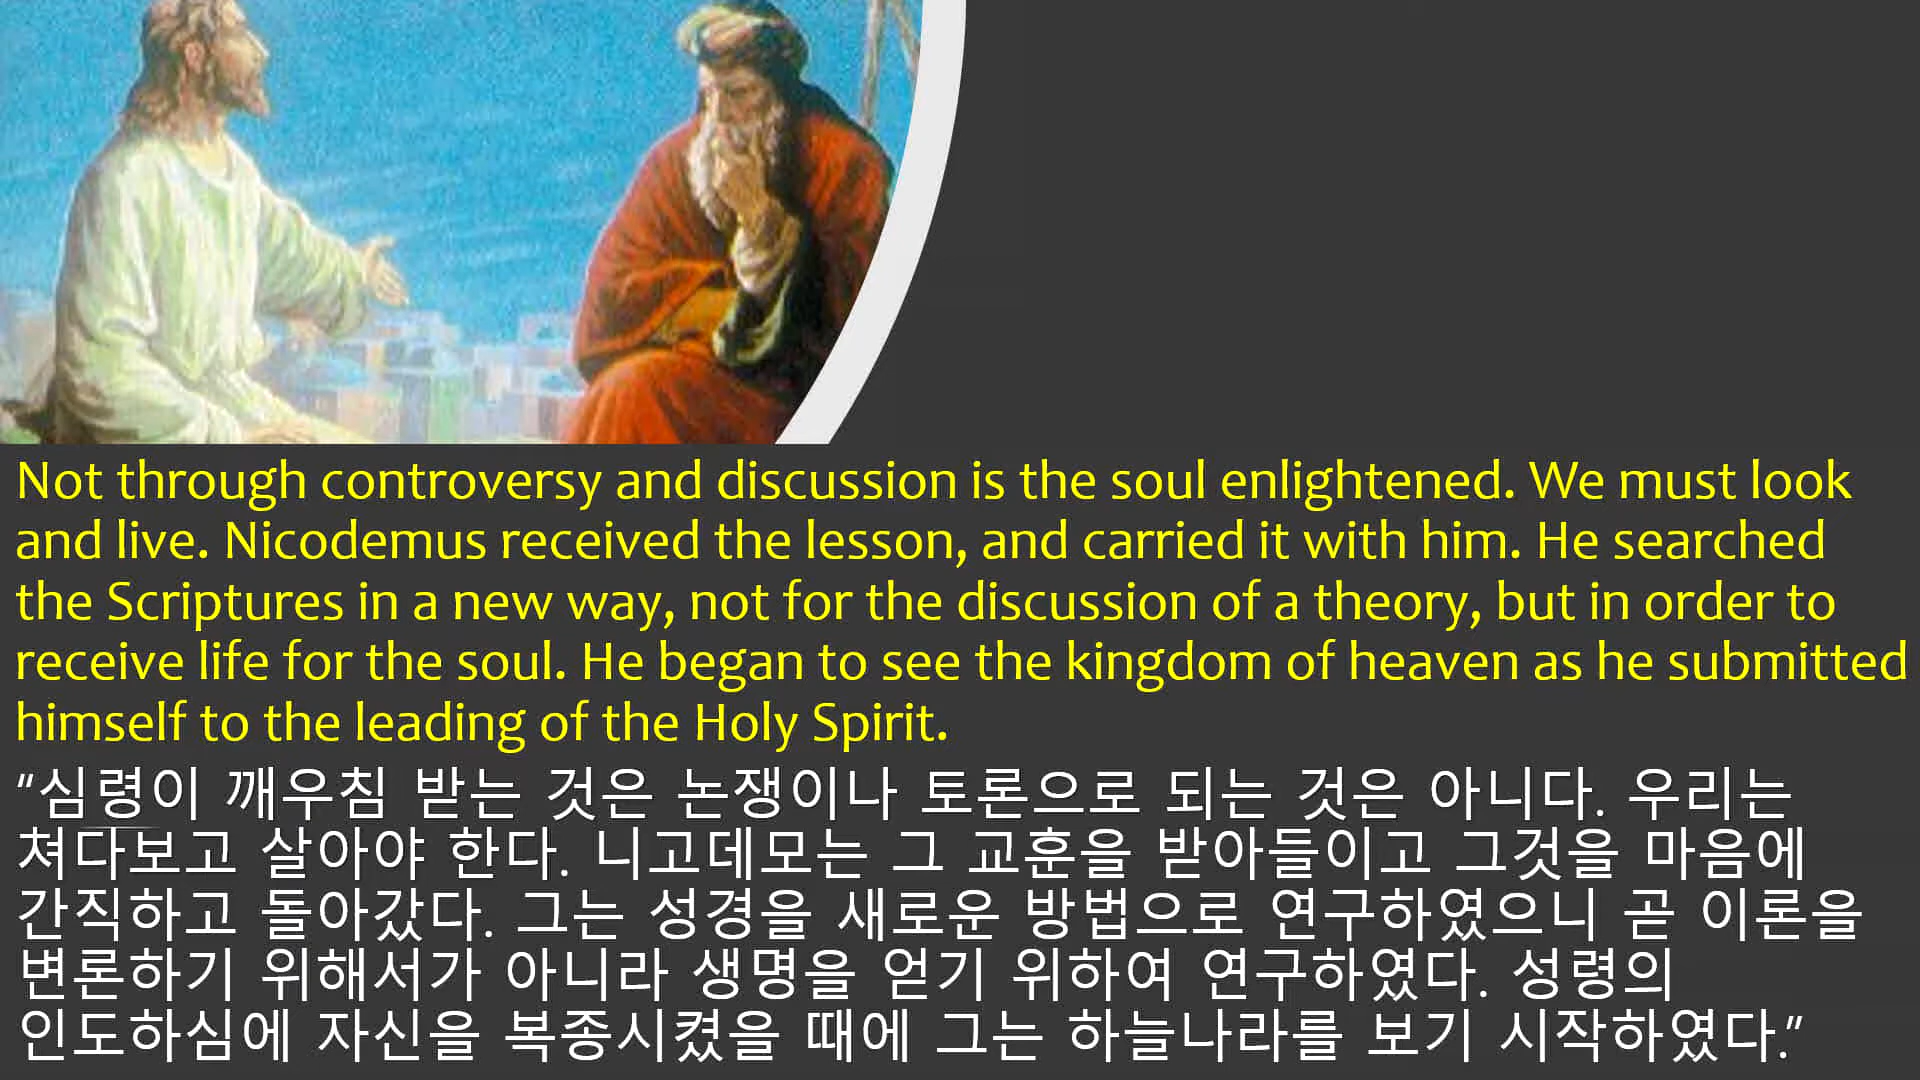 Not through controversy and discussion is the soul enlightened. We must look
and live. Nicodemus received the lesson, and carried it with him. He searched
the Scriptures in a new way, not for the discussion of a theory, but in order to
receive life for the soul. He began to see the kingdom of heaven as he submitted
himself to the leading of the Holy Spirit.
“심령이 깨우침 받는 것은 논쟁이나 토론으로 되는 것은 아니다. 우리는
쳐다보고 살아야 한다. 니고데모는 그 교훈을 받아들이고 그것을 마음에
간직하고 돌아갔다. 그는 성경을 새로운 방법으로 연구하였으니 곧 이론을
변론하기 위해서가 아니라 생명을 얻기 위하여 연구하였다. 성령의
인도하심에 자신을 복종시켰을 때에 그는 하늘나라를 보기 시작하였다.”